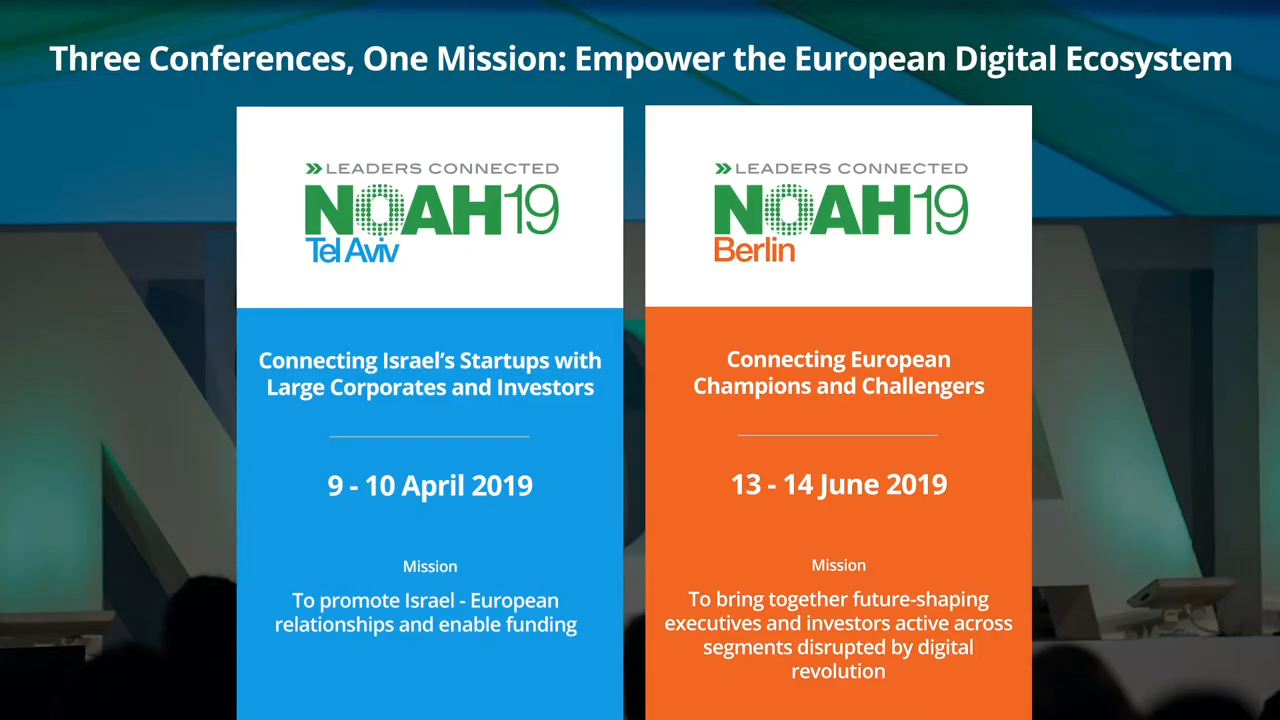 Three Conferences, One Mission: Empower the European Digital Ecosystem
LEADERS CONNECTED
NOAH19
Tel Aviv
Connecting Israel's Startups with
Large Corporates and Investors
9 - 10 April 2019
Mission
To promote Israel - European
relationships and enable funding
LEADERS CONNECTED
NOAH19
Berlin
Connecting European
Champions and Challengers
13 - 14 June 2019
Mission
To bring together future-shaping
executives and investors active across
segments disrupted by digital
revolution